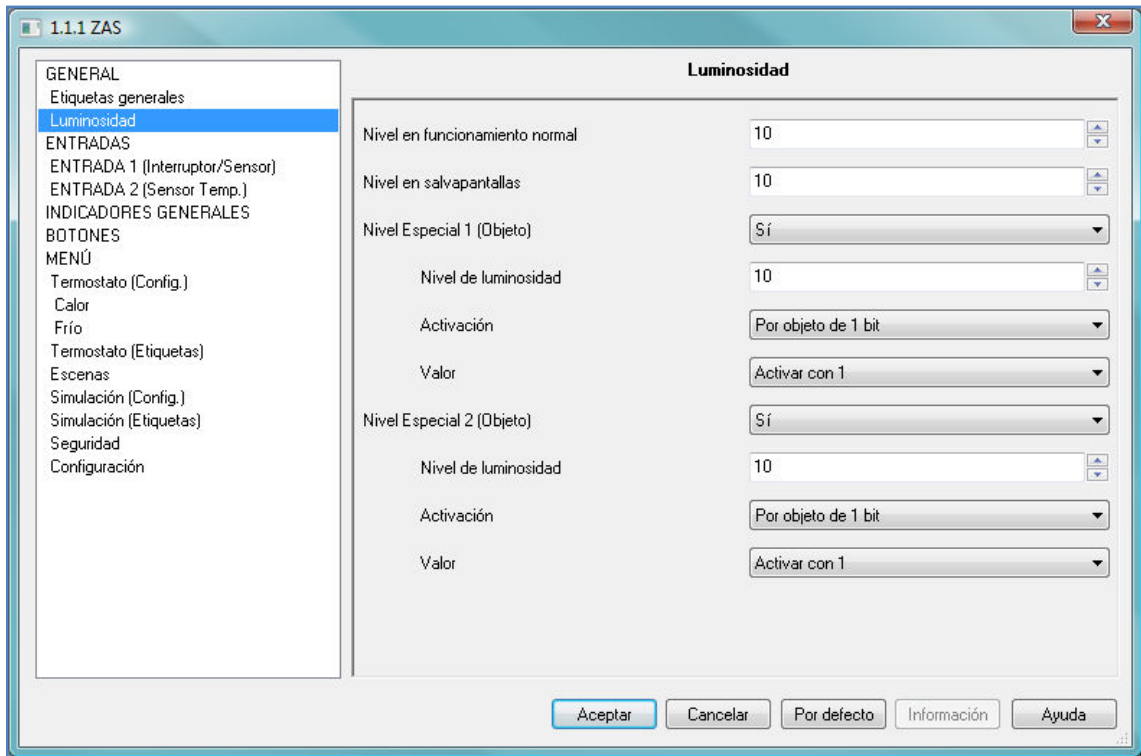 1.1.1 ZAS
GENERAL
Etiquetas generales
Luminosidad
ENTRADAS
ENTRADA 1 (Interruptor/Sensor)
ENTRADA 2 (Sensor Temp.)
INDICADORES GENERALES
BOTONES
MENÚ
Termostato (Config.)
Calor
Frío
Termostato (Etiquetas)
Escenas
Simulación (Config.)
Simulación (Etiquetas)
Seguridad
Configuración
Luminosidad
Nivel en funcionamiento normal 10
Nivel en salvapantallas 10
Nivel Especial 1 (Objeto) Sí
Nivel de luminosidad 10
Activación Por objeto de 1 bit
Valor Activar con 1
Nivel Especial 2 (Objeto) Sí
Nivel de luminosidad 10
Activación Por objeto de 1 bit
Valor Activar con 1
Aceptar Cancelar Por defecto Información Ayuda